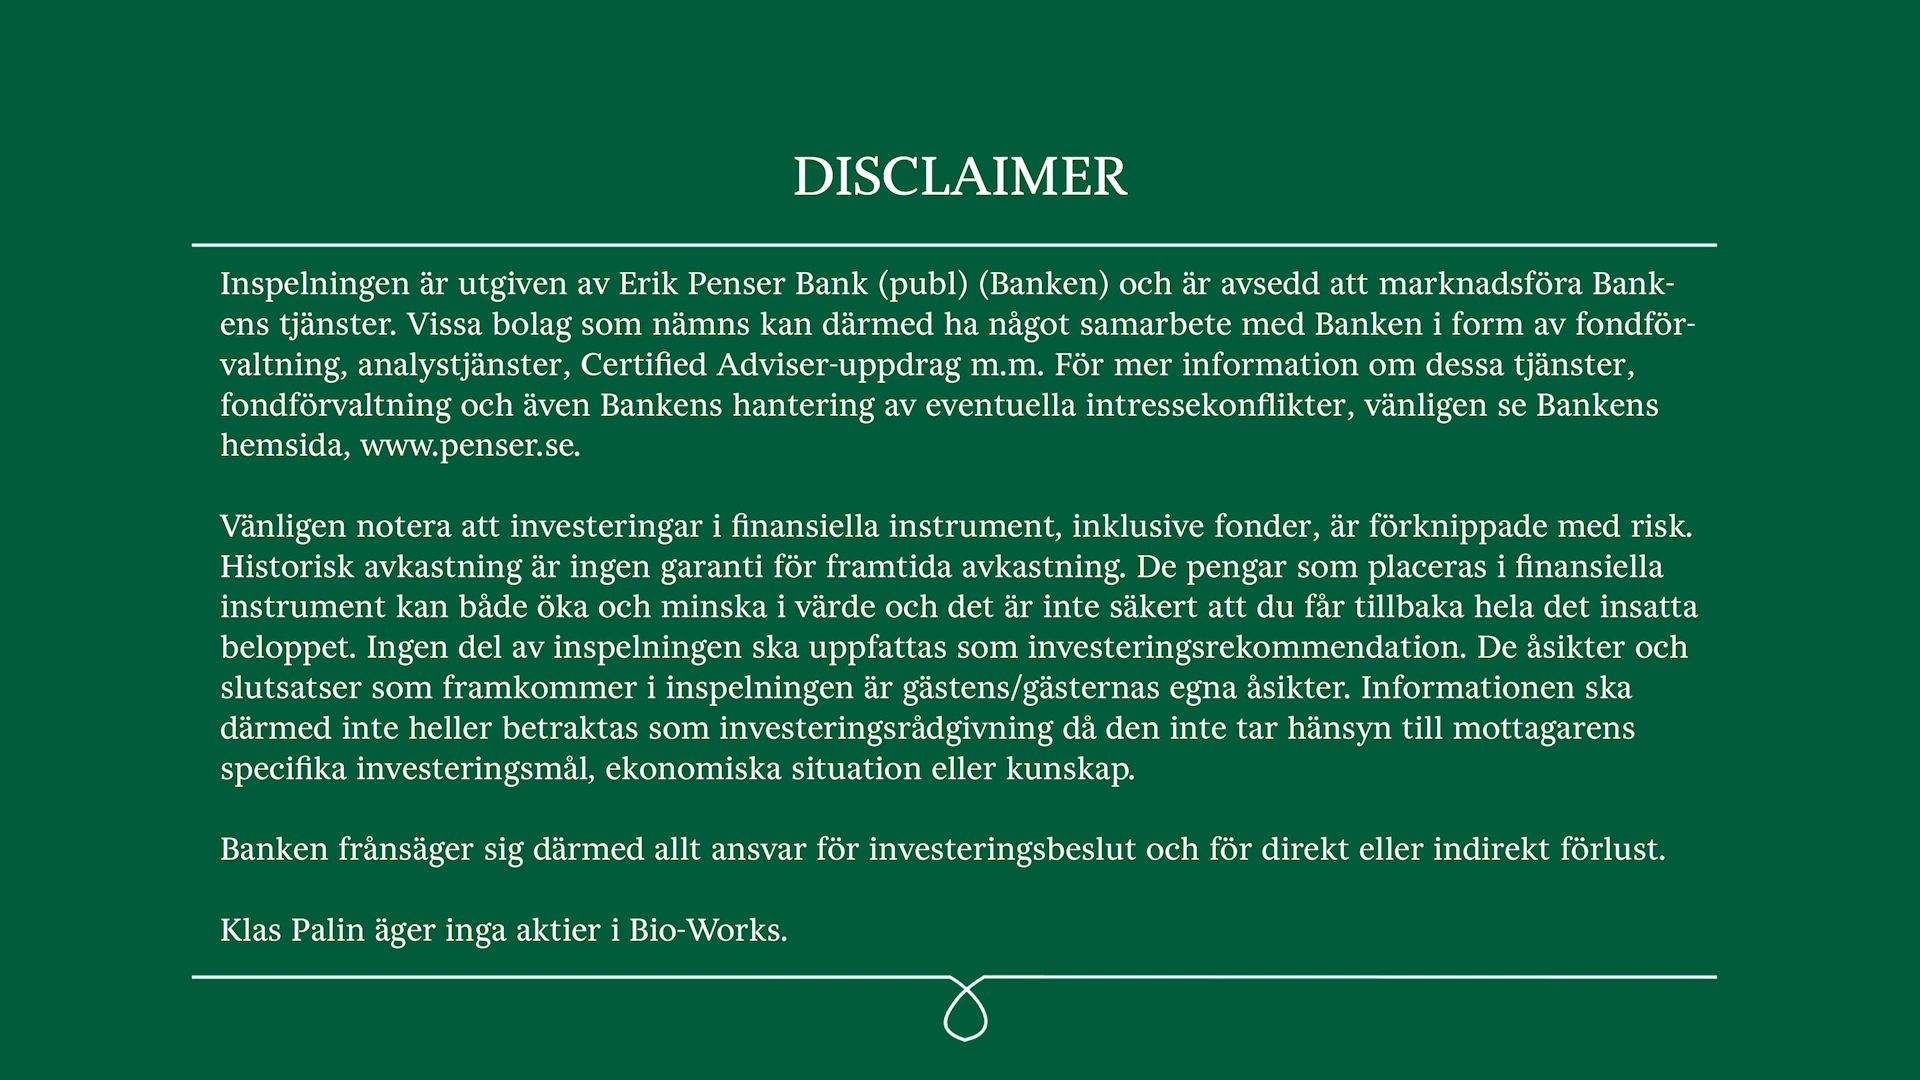 DISCLAIMER
Inspelningen är utgiven av Erik Penser Bank (publ) (Banken) och är avsedd att marknadsföra Bank-
ens tjänster. Vissa bolag som nämns kan därmed ha något samarbete med Banken i form av fondför-
valtning, analystjänster, Certified Adviser-uppdrag m.m. För mer information om dessa tjänster,
fondförvaltning och även Bankens hantering av eventuella intressekonflikter, vänligen se Bankens
hemsida, www.penser.se.
Vänligen notera att investeringar i finansiella instrument, inklusive fonder, är förknippade med risk.
Historisk avkastning är ingen garanti för framtida avkastning. De pengar som placeras i finansiella
instrument kan både öka och minska i värde och det är inte säkert att du får tillbaka hela det insatta
beloppet. Ingen del av inspelningen ska uppfattas som investeringsrekommendation. De åsikter och
slutsatser som framkommer i inspelningen är gästens/gästernas egna åsikter. Informationen ska
därmed inte heller betraktas som investeringsrådgivning då den inte tar hänsyn till mottagarens
specifika investeringsmål, ekonomiska situation eller kunskap.
Banken frånsäger sig därmed allt ansvar för investeringsbeslut och för direkt eller indirekt förlust.
Klas Palin äger inga aktier i Bio-Works.